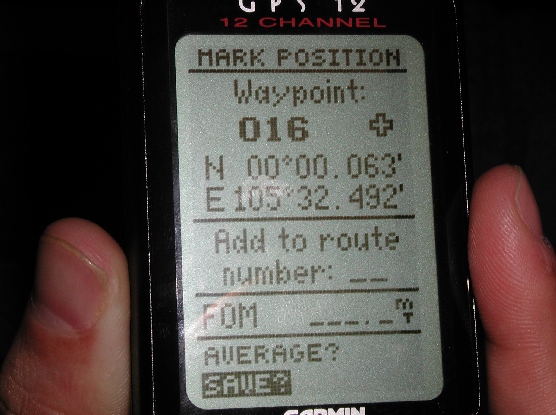 GPS 12
12 CHANNEL
MARK POSITION
Waypoint:
016
N 00°00.063'
E 105°32.492'
Add to route
number: __
FOM ___._ m T
AVERAGE?
SAVE?
GARMIN